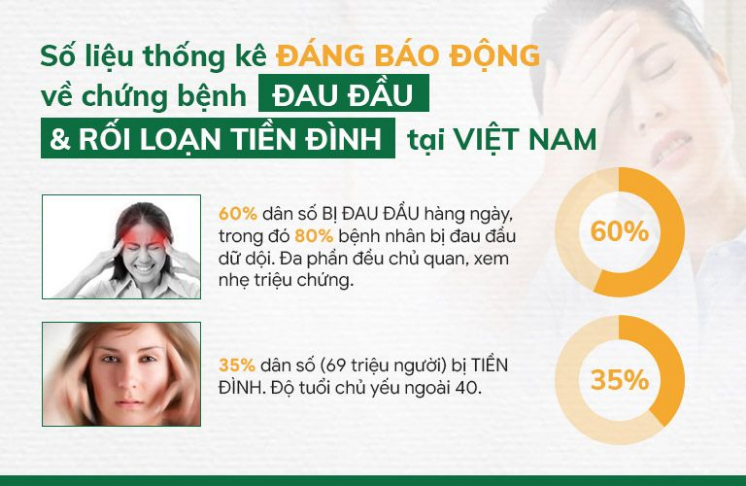 Số liệu thống kê ĐÁNG BÁO ĐỘNG
về chứng bệnh ĐAU ĐẦU
& RỐI LOẠN TIỀN ĐÌNH tại VIỆT NAM
60% dân số BỊ ĐAU ĐẦU hàng ngày,
trong đó 80% bệnh nhân bị đau đầu
dữ dội. Đa phần đều chủ quan, xem
nhẹ triệu chứng.
60%
35% dân số (69 triệu người) bị TIỀN
ĐÌNH. Độ tuổi chủ yếu ngoài 40.
35%